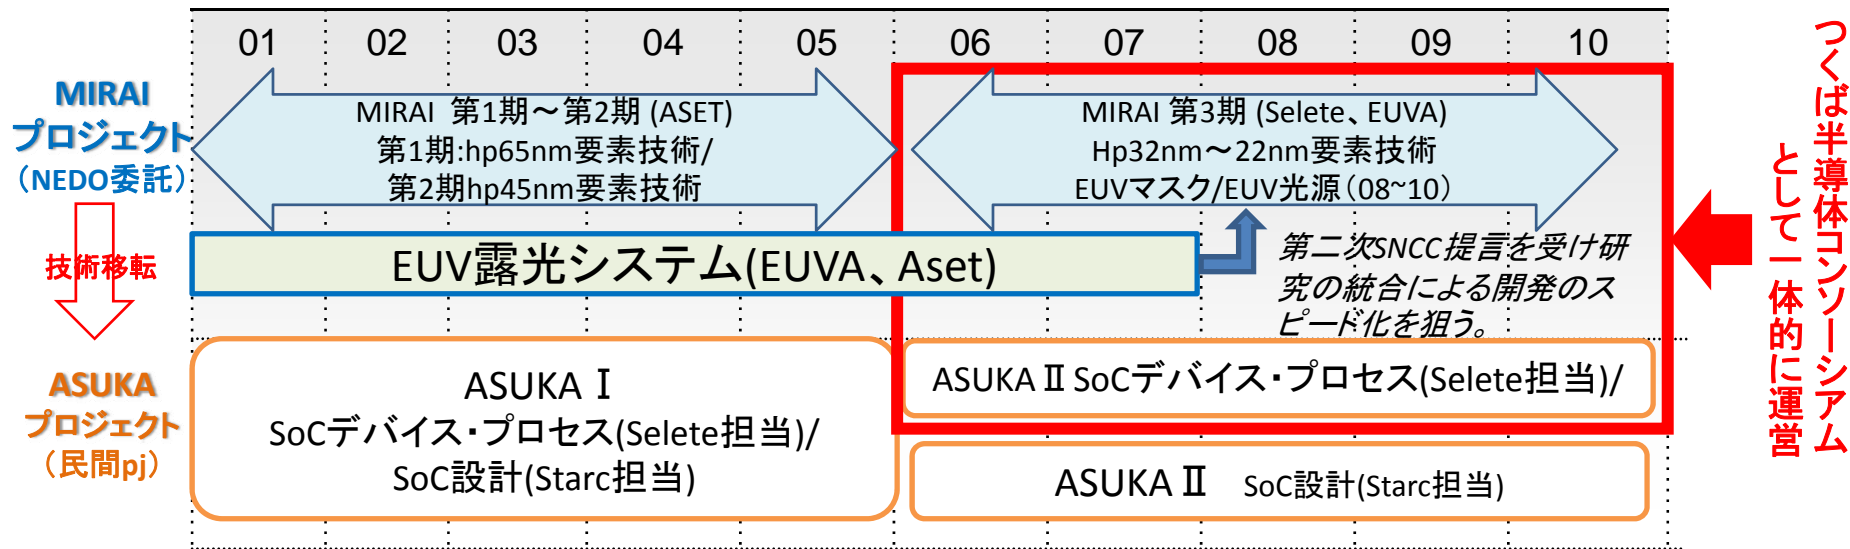 01 02 03 04 05 06 07 08 09 10
MIRAI
プロジェクト
（NEDO委託）
技術移転
ASUKA
プロジェクト
（民間pj）
MIRAI 第1期～第2期 (ASET)
第1期:hp65nm要素技術/
第2期hp45nm要素技術
MIRAI 第3期 (Selete、EUVA)
Hp32nm～22nm要素技術
EUVマスク/EUV光源（08~10）
EUV露光システム(EUVA、Aset)
第二次SNCC提言を受け研
究の統合による開発のス
ピード化を狙う。
ASUKA Ⅰ
SoCデバイス・プロセス(Selete担当)/
SoC設計(Starc担当)
ASUKA Ⅱ SoCデバイス・プロセス(Selete担当)/
ASUKA Ⅱ SoC設計(Starc担当)
つくば半導体コンソーシアム
として一体的に運営